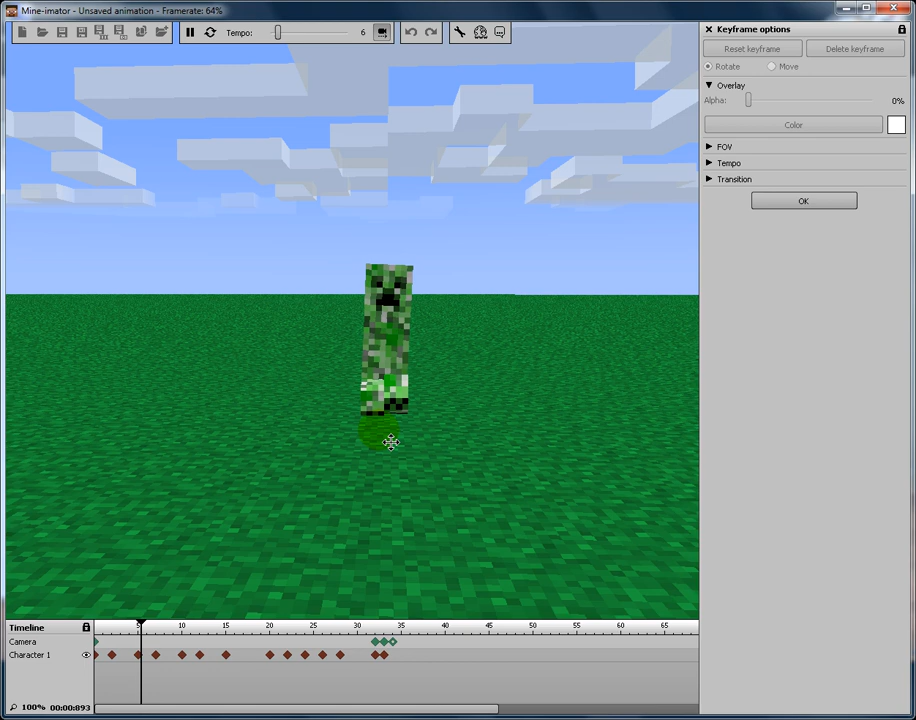 Mine-imator - Unsaved animation - Framerate: 64%
Tempo: 6
Keyframe options
Reset keyframe Delete keyframe
Rotate Move
Overlay
Alpha: 0%
Color
FOV
Tempo
Transition
OK
Timeline 5 10 15 20 25 30 35 40 45 50 55 60 65
Camera
Character 1
100% 00:00:893